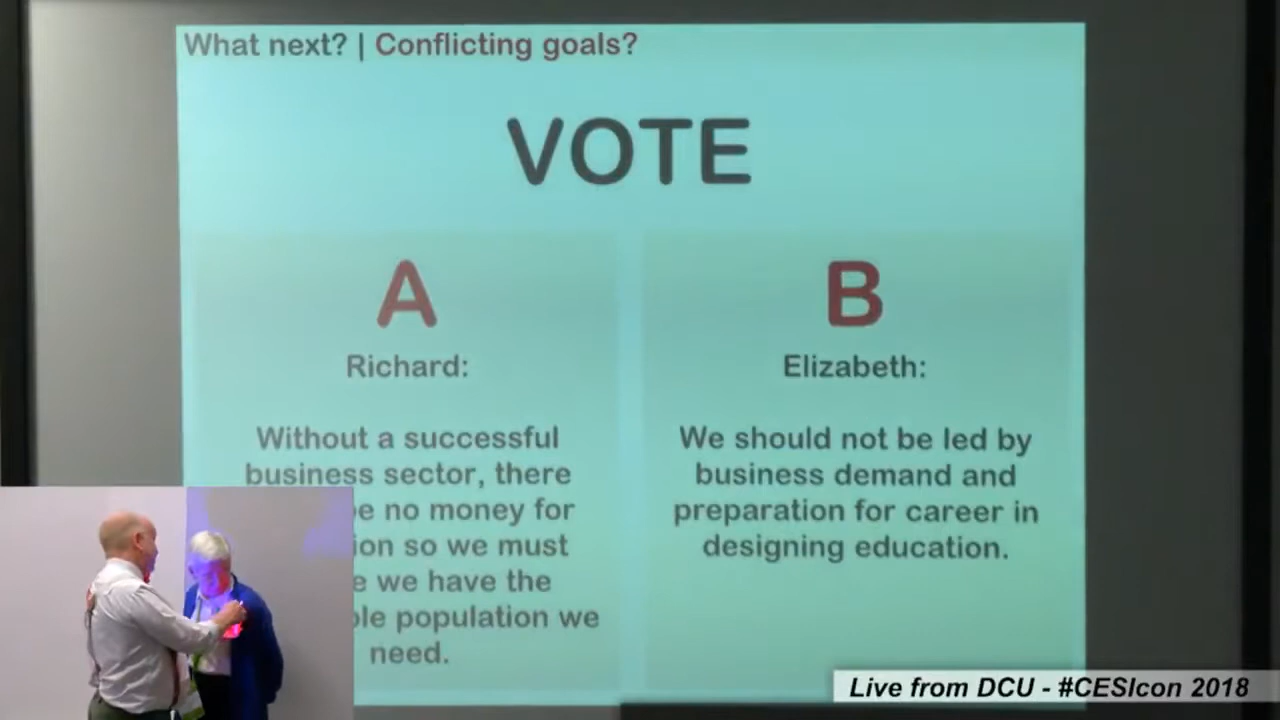 What next? | Conflicting goals?
VOTE
A
Richard:
Without a successful
business sector, there
be no money for
so we must
we have the
population we
need.
B
Elizabeth:
We should not be led by
business demand and
preparation for career in
designing education.
Live from DCU - #CESIcon 2018